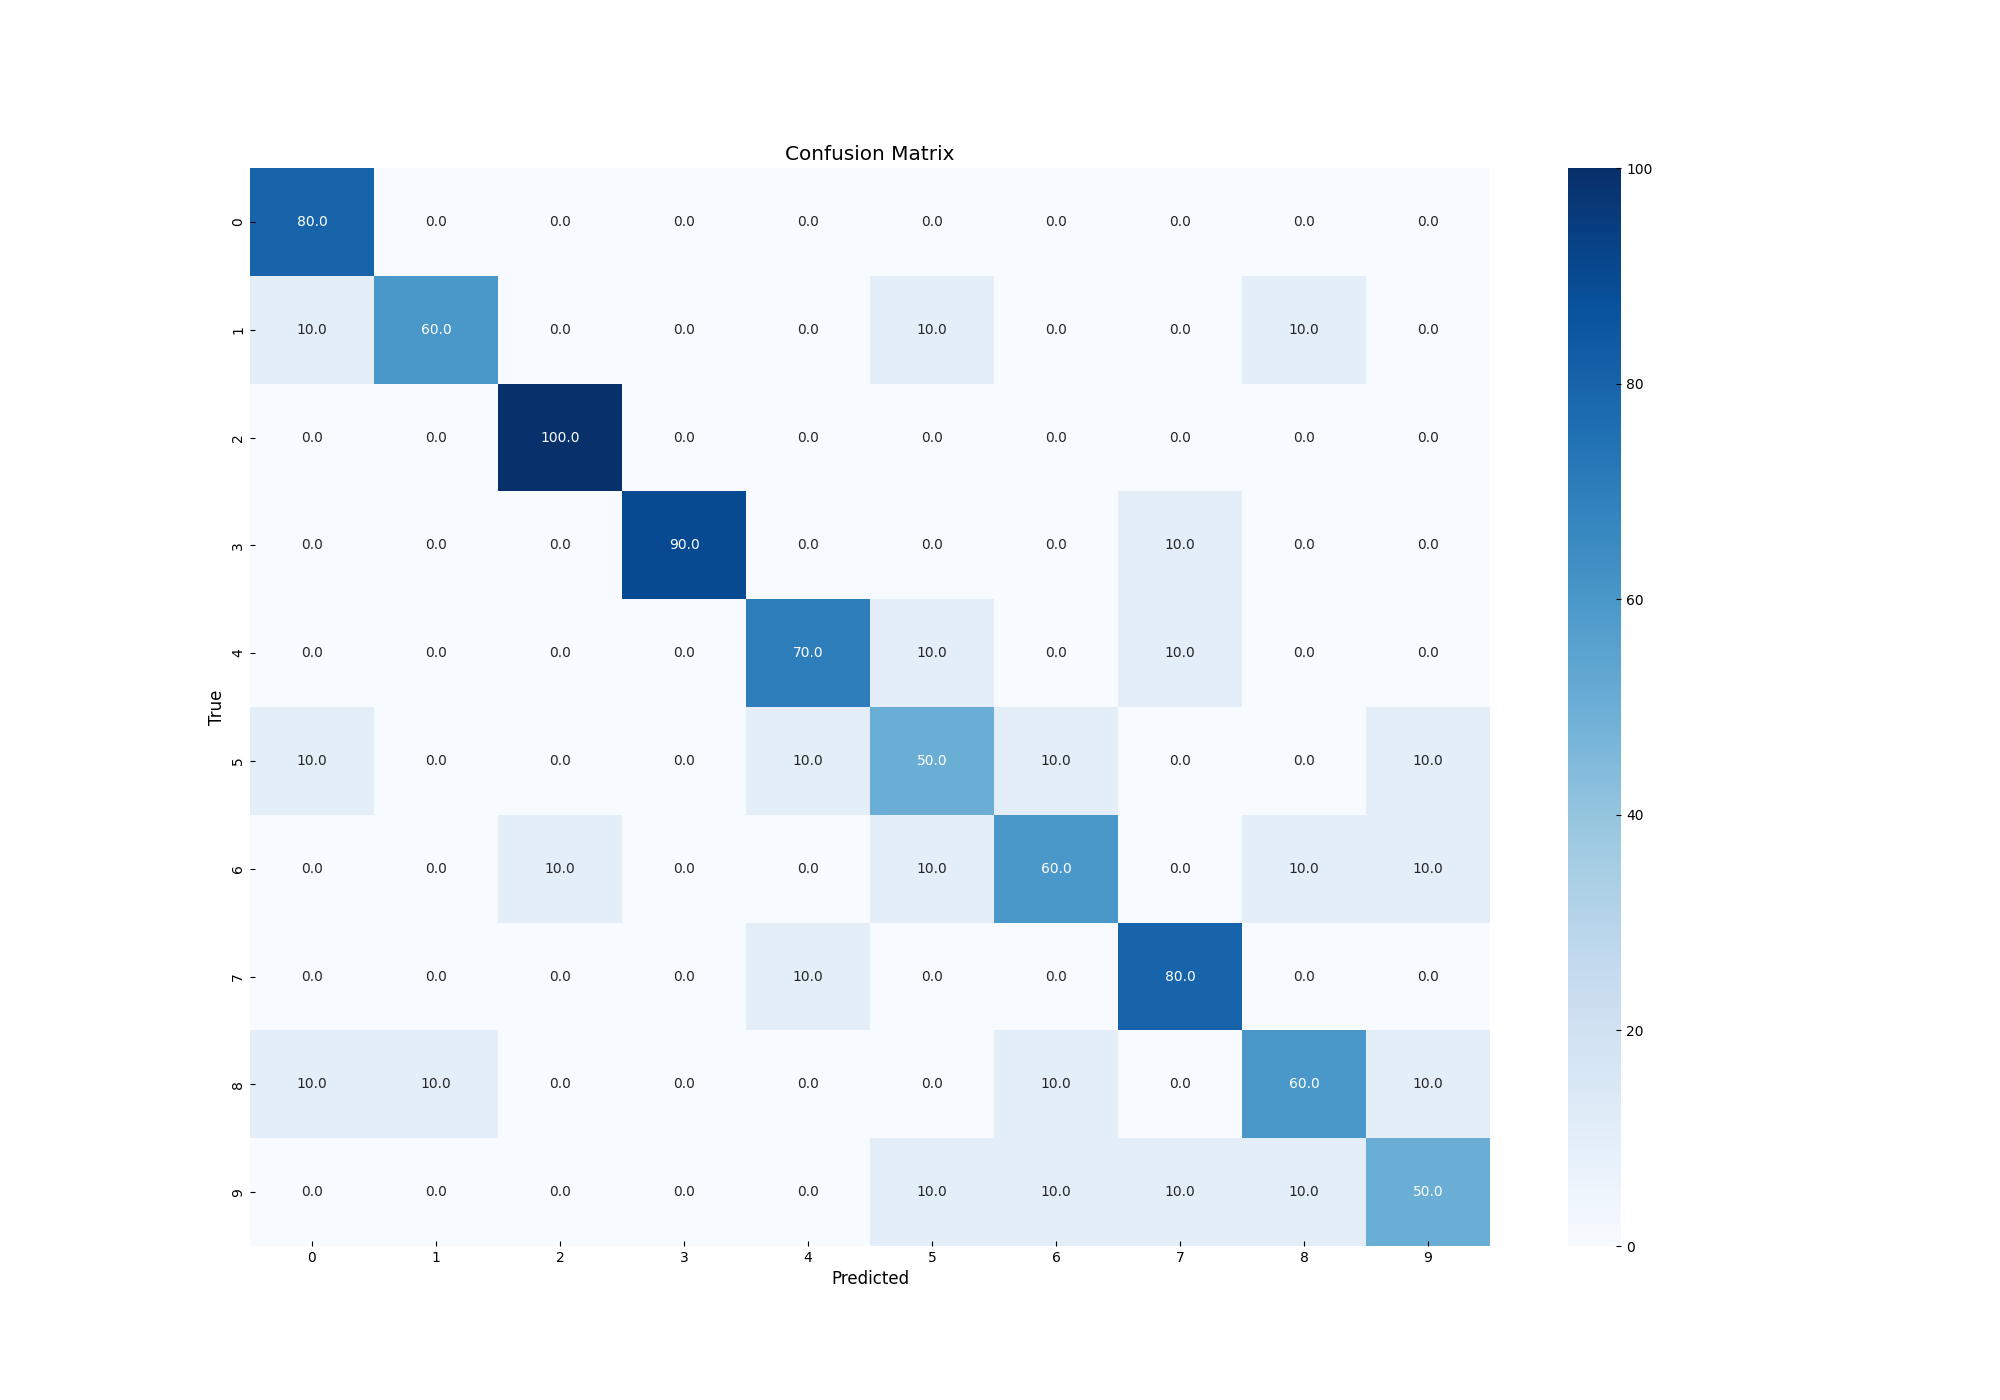 Confusion Matrix
0 80.0 0.0 0.0 0.0 0.0 0.0 0.0 0.0 0.0 0.0
1 10.0 60.0 0.0 0.0 0.0 10.0 0.0 0.0 10.0 0.0
2 0.0 0.0 100.0 0.0 0.0 0.0 0.0 0.0 0.0 0.0
3 0.0 0.0 0.0 90.0 0.0 0.0 0.0 10.0 0.0 0.0
4 0.0 0.0 0.0 0.0 70.0 10.0 0.0 10.0 0.0 0.0
True
5 10.0 0.0 0.0 0.0 10.0 50.0 10.0 0.0 0.0 10.0
6 0.0 0.0 10.0 0.0 0.0 10.0 60.0 0.0 10.0 10.0
7 0.0 0.0 0.0 0.0 10.0 0.0 0.0 80.0 0.0 0.0
8 10.0 10.0 0.0 0.0 0.0 0.0 10.0 0.0 60.0 10.0
9 0.0 0.0 0.0 0.0 0.0 10.0 10.0 10.0 10.0 50.0
0 1 2 3 4 5 6 7 8 9
Predicted
100
80
60
40
20
0